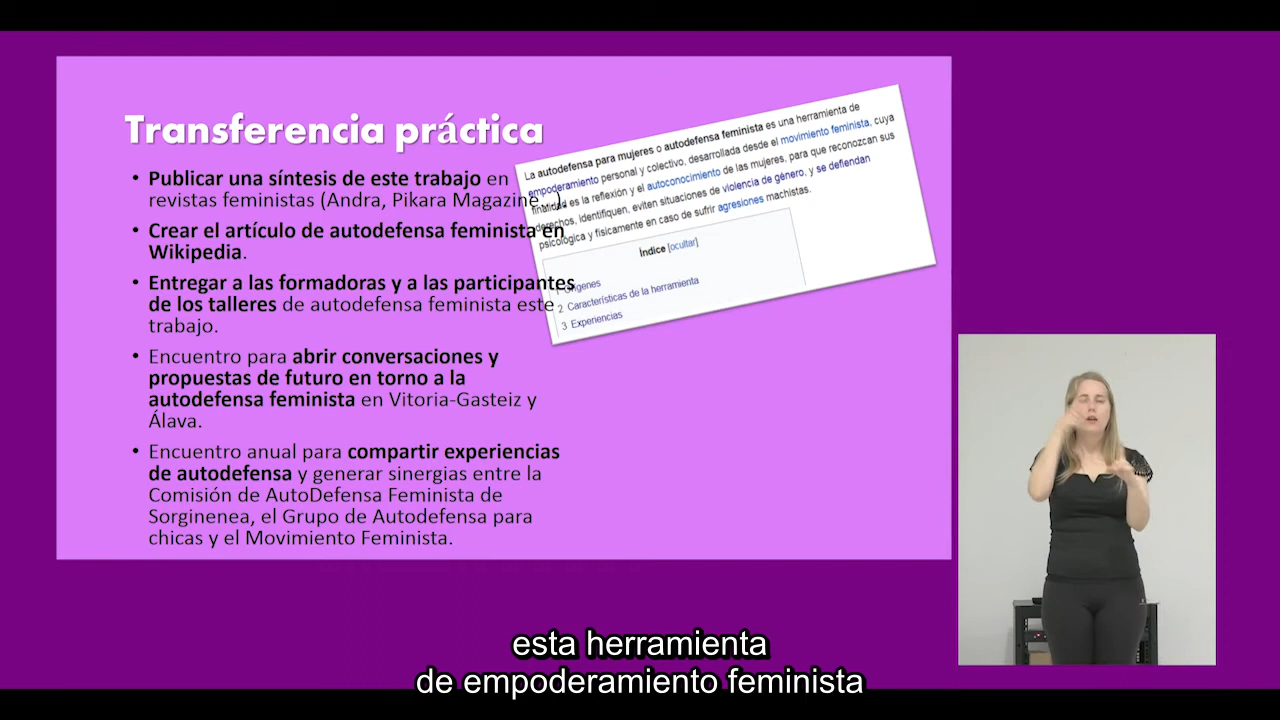 Transferencia práctica
• Publicar una síntesis de este trabajo en
revistas feministas (Andra, Pikara Magazine...).
• Crear el artículo de autodefensa feminista en
Wikipedia.
• Entregar a las formadoras y a las participantes
de los talleres de autodefensa feminista este
trabajo.
• Encuentro para abrir conversaciones y
propuestas de futuro en torno a la
autodefensa feminista en Vitoria-Gasteiz y
Álava.
• Encuentro anual para compartir experiencias
de autodefensa y generar sinergias entre la
Comisión de AutoDefensa Feminista de
Sorginenea, el Grupo de Autodefensa para
chicas y el Movimiento Feminista.
La autodefensa para mujeres o autodefensa feminista es una herramienta de
empoderamiento personal y colectivo, desarrollada desde el movimiento feminista, cuya
finalidad es la reflexión y el autoconocimiento de las mujeres, para que reconozcan sus
derechos, identifiquen, eviten situaciones de violencia de género, y se defiendan
psicológica y físicamente en caso de sufrir agresiones machistas.
Índice [ocultar]
1 Orígenes
2 Características de la herramienta
3 Experiencias
esta herramienta
de empoderamiento feminista